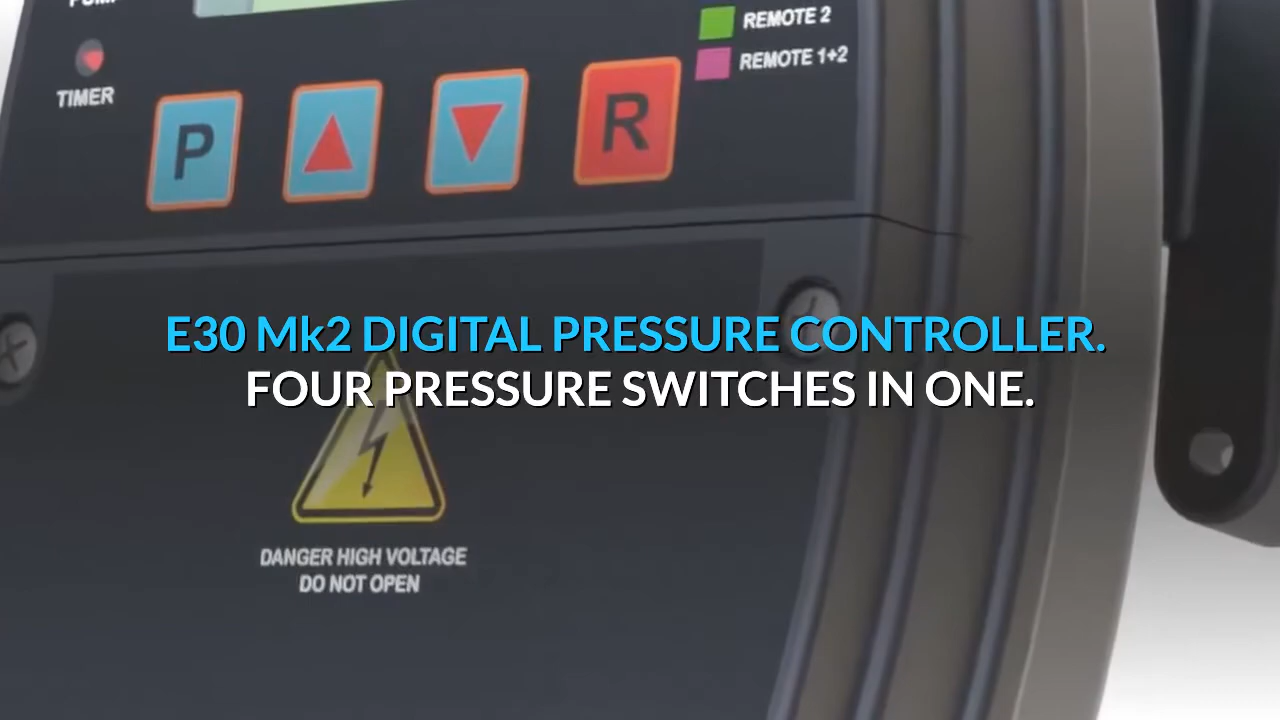 REMOTE 2
REMOTE 1+2
TIMER
P
R
E30 Mk2 DIGITAL PRESSURE CONTROLLER.
FOUR PRESSURE SWITCHES IN ONE.
DANGER HIGH VOLTAGE
DO NOT OPEN